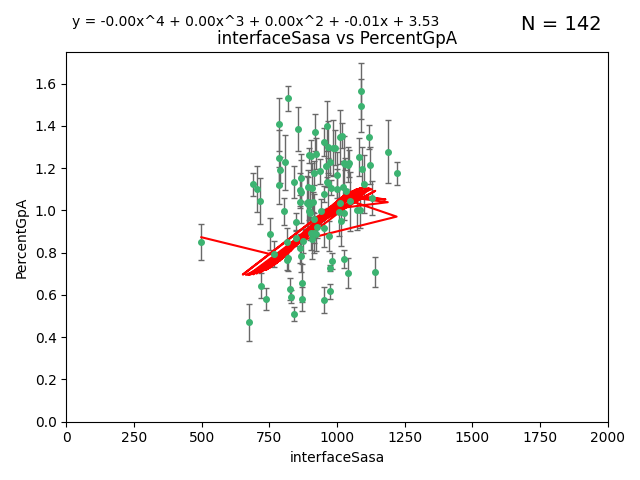 y = -0.00x^4 + 0.00x^3 + 0.00x^2 + -0.01x + 3.53
N = 142
interfaceSasa vs PercentGpA
PercentGpA
1.6
1.4
1.2
1.0
0.8
0.6
0.4
0.2
0.0
0 250 500 750 1000 1250 1500 1750 2000
interfaceSasa